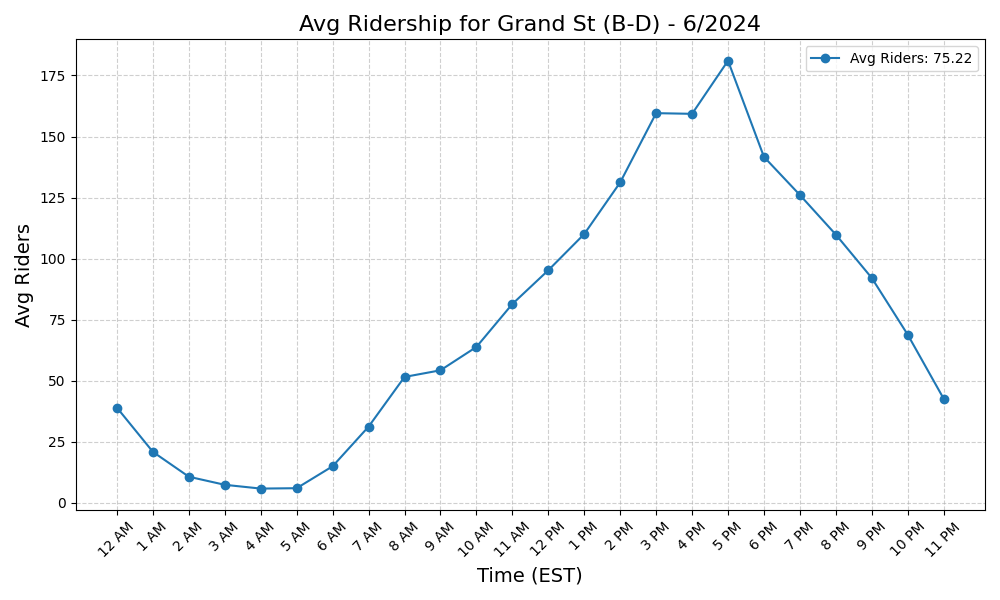 Avg Ridership for Grand St (B-D) - 6/2024
Avg Riders: 75.22
175
150
125
100
75
50
25
0
Avg Riders
12 AM
1 AM
2 AM
3 AM
4 AM
5 AM
6 AM
7 AM
8 AM
9 AM
10 AM
11 AM
12 PM
1 PM
2 PM
3 PM
4 PM
5 PM
6 PM
7 PM
8 PM
9 PM
10 PM
11 PM
Time (EST)